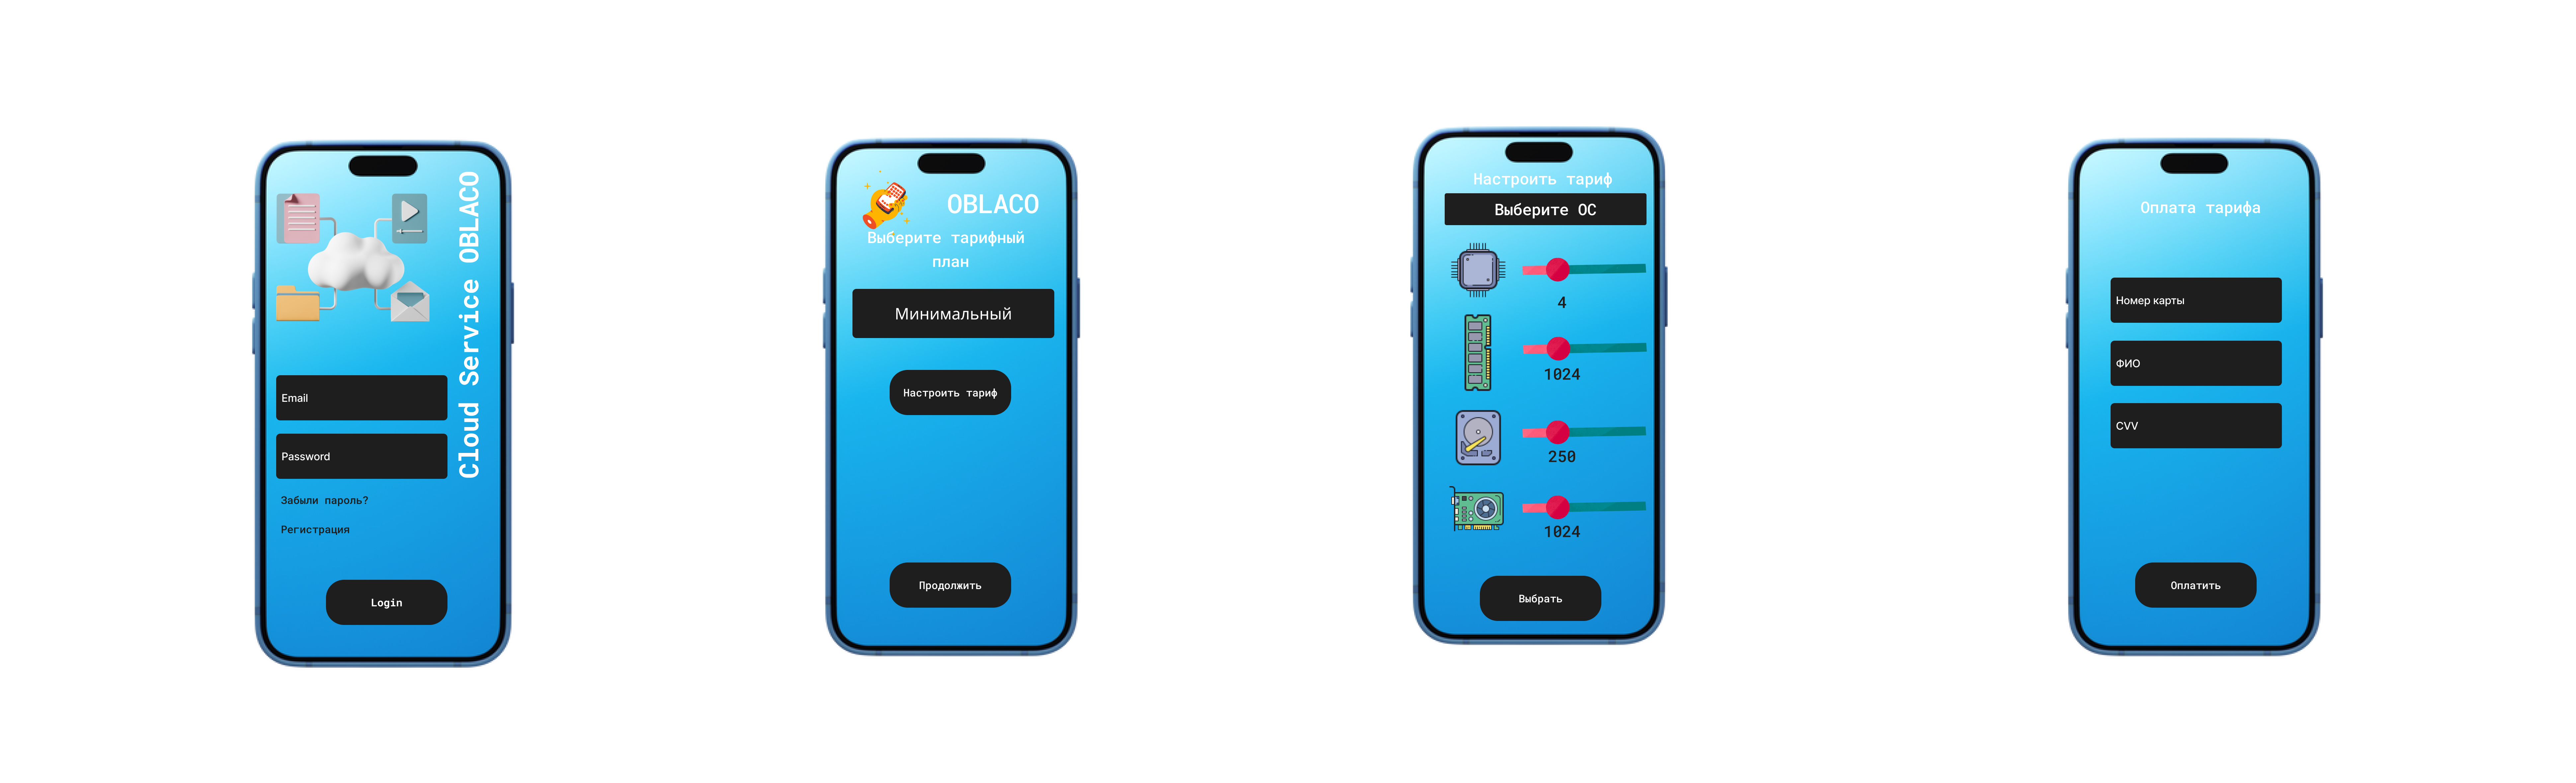 Cloud Service OBLACO
Email
Password
Забыли пароль?
Регистрация
Login
OBLACO
Выберите тарифный
план
Минимальный
Настроить тариф
Продолжить
Настроить тариф
Выберите ОС
4
1024
250
1024
Выбрать
Оплата тарифа
Номер карты
ФИО
CVV
Оплатить